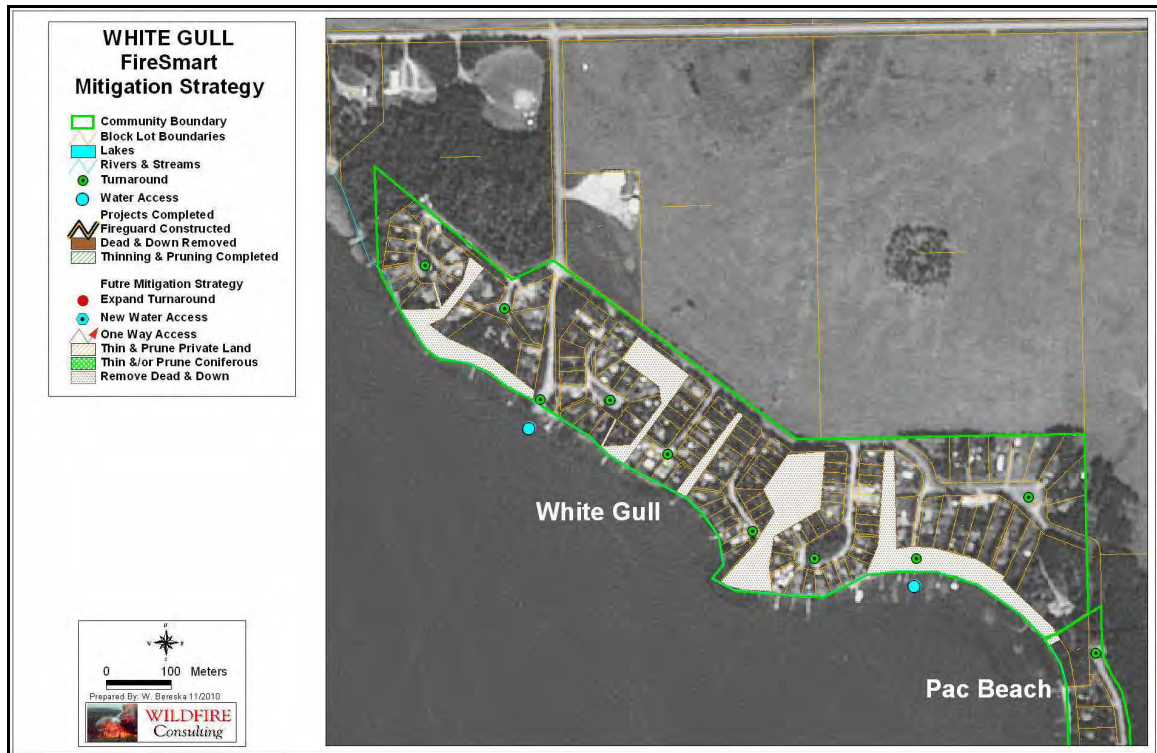 WHITE GULL
FireSmart
Mitigation Strategy
Community Boundary
Block Lot Boundaries
Lakes
Rivers & Streams
Turnaround
Water Access
Projects Completed
Fireguard Constructed
Dead & Down Removed
Thinning & Pruning Completed
Futre Mitigation Strategy
Expand Turnaround
New Water Access
One Way Access
Thin & Prune Private Land
Thin &/or Prune Coniferous
Remove Dead & Down
White Gull
Pac Beach
N
W
E
S
0 100 Meters
Prepared By: W. Bereska 11/2010
WILDFIRE
Consulting